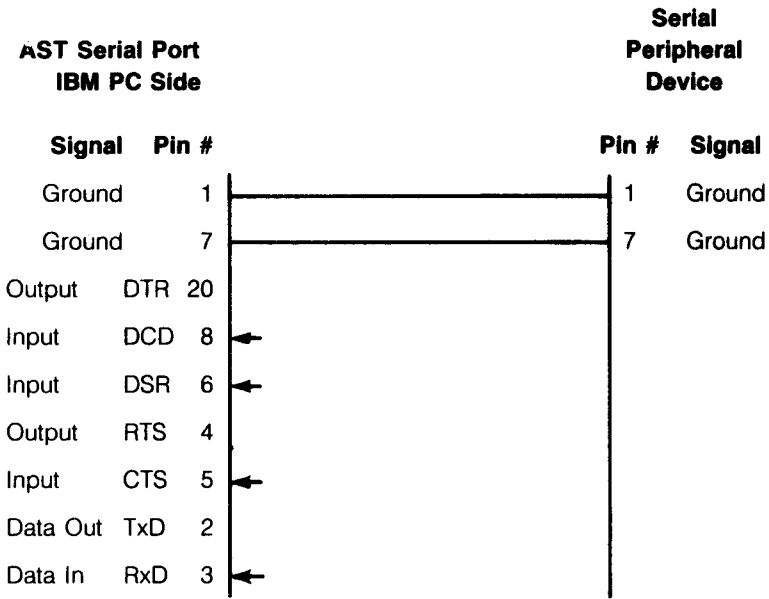 Serial
AST Serial Port Peripheral
IBM PC Side Device
Signal Pin # Pin # Signal
Ground 1 1 Ground
Ground 7 7 Ground
Output DTR 20
Input DCD 8
Input DSR 6
Output RTS 4
Input CTS 5
Data Out TxD 2
Data In RxD 3